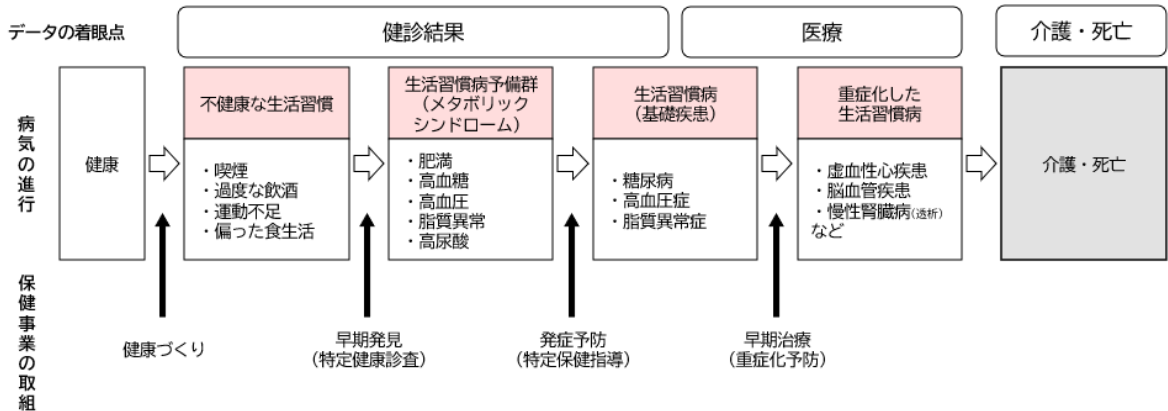 データの着眼点
健診結果
医療
介護・死亡
病気の進行
健康
不健康な生活習慣
・喫煙
・過度な飲酒
・運動不足
・偏った食生活
生活習慣病予備群
（メタボリック
シンドローム）
・肥満
・高血糖
・高血圧
・脂質異常
・高尿酸
生活習慣病
（基礎疾患）
・糖尿病
・高血圧症
・脂質異常症
重症化した
生活習慣病
・虚血性心疾患
・脳血管疾患
・慢性腎臓病(透析)
など
介護・死亡
保健事業の取組
健康づくり
早期発見
（特定健康診査）
発症予防
（特定保健指導）
早期治療
（重症化予防）